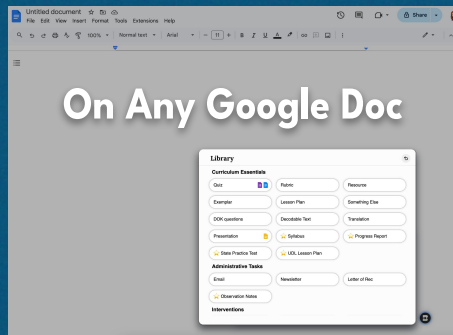 Untitled document
File Edit View Insert Format Tools Extensions Help
Share
100% Normal text Arial − 11 + B I U A
On Any Google Doc
Library
Curriculum Essentials
Quiz Rubric Resource
Exemplar Lesson Plan Something Else
DOK questions Decodable Text Translation
Presentation Syllabus Progress Report
State Practice Test UDL Lesson Plan
Administrative Tasks
Email Newsletter Letter of Rec
Observation Notes
Interventions